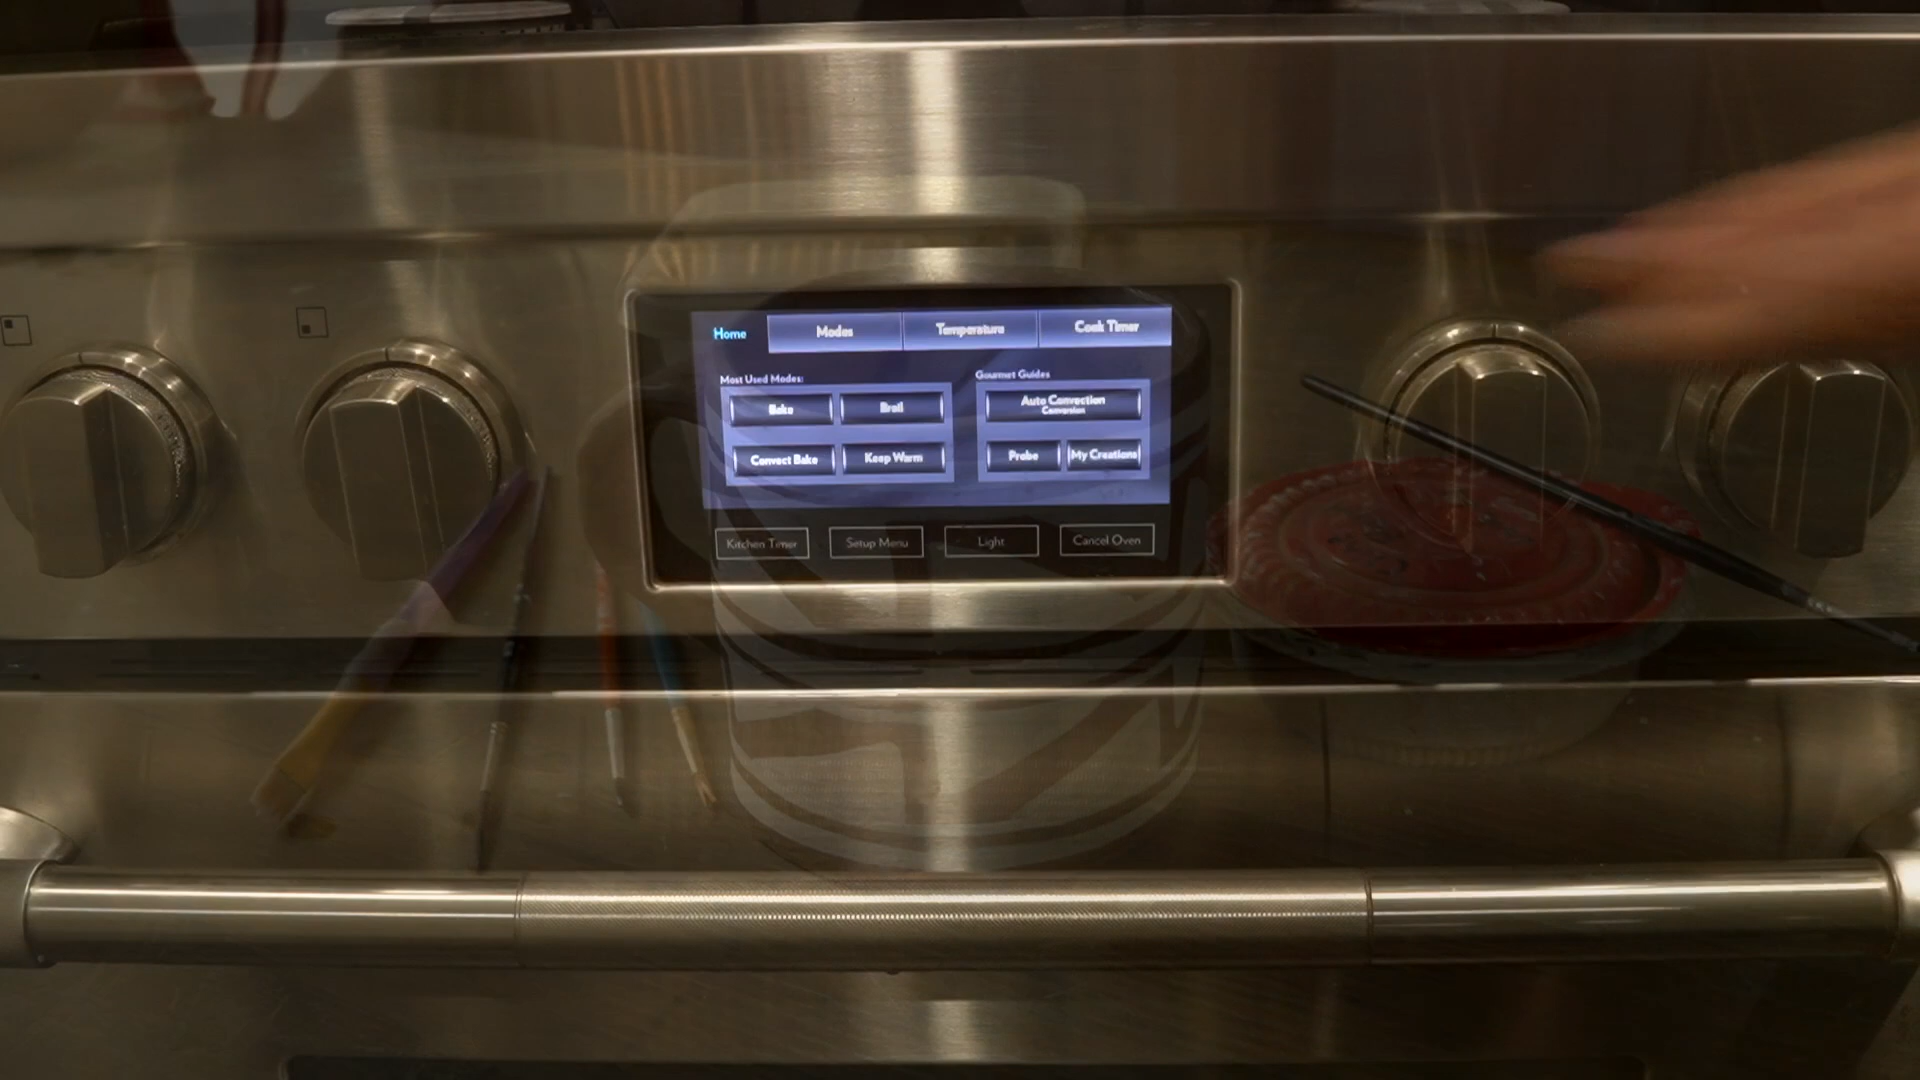 Home Modes Temperature Cook Timer
Most Used Modes: Gourmet Guides
Bake Broil Auto Convection
Conversion
Convect Bake Keep Warm Probe My Creations
Kitchen Timer Setup Menu Light Cancel Oven